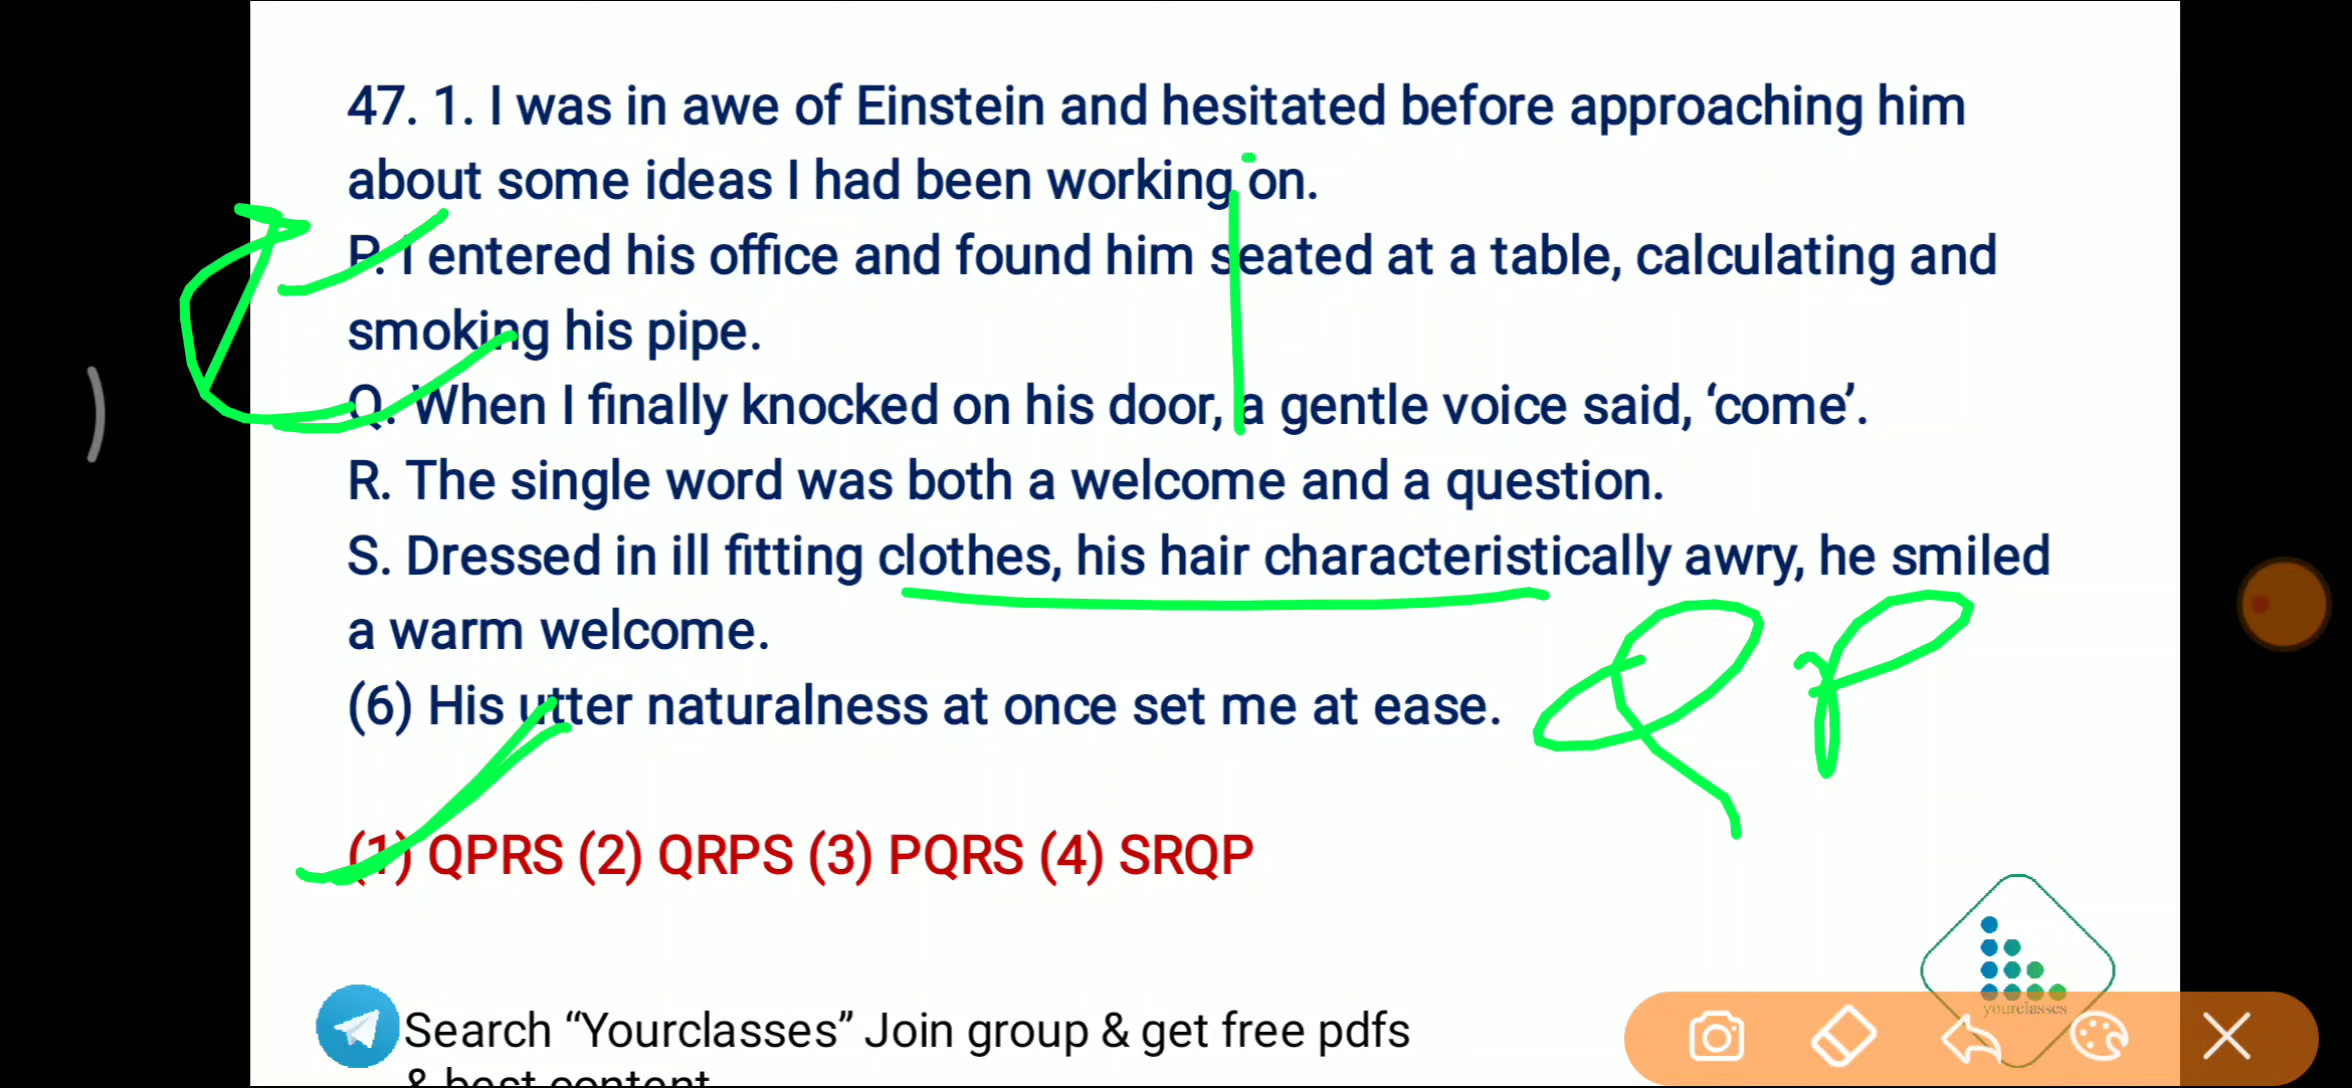 47. 1. I was in awe of Einstein and hesitated before approaching him
about some ideas I had been working on.
P. I entered his office and found him seated at a table, calculating and
smoking his pipe.
Q. When I finally knocked on his door, a gentle voice said, ‘come’.
R. The single word was both a welcome and a question.
S. Dressed in ill fitting clothes, his hair characteristically awry, he smiled
a warm welcome.
(6) His utter naturalness at once set me at ease.
Q P
(1) QPRS (2) QRPS (3) PQRS (4) SRQP
yourclasses
Search “Yourclasses” Join group & get free pdfs
& best content